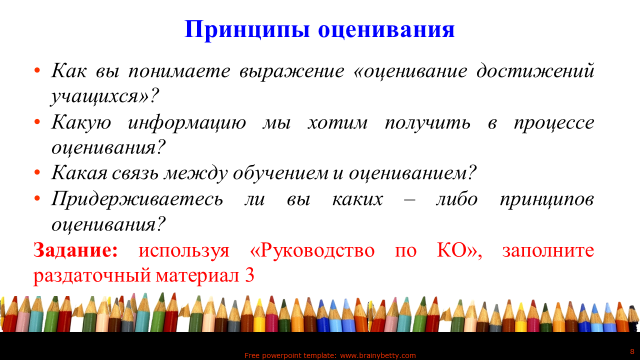 Принципы оценивания
• Как вы понимаете выражение «оценивание достижений
учащихся»?
• Какую информацию мы хотим получить в процессе
оценивания?
• Какая связь между обучением и оцениванием?
• Придерживаетесь ли вы каких – либо принципов
оценивания?
Задание: используя «Руководство по КО», заполните
раздаточный материал 3
Free powerpoint template: www.brainybetty.com
8